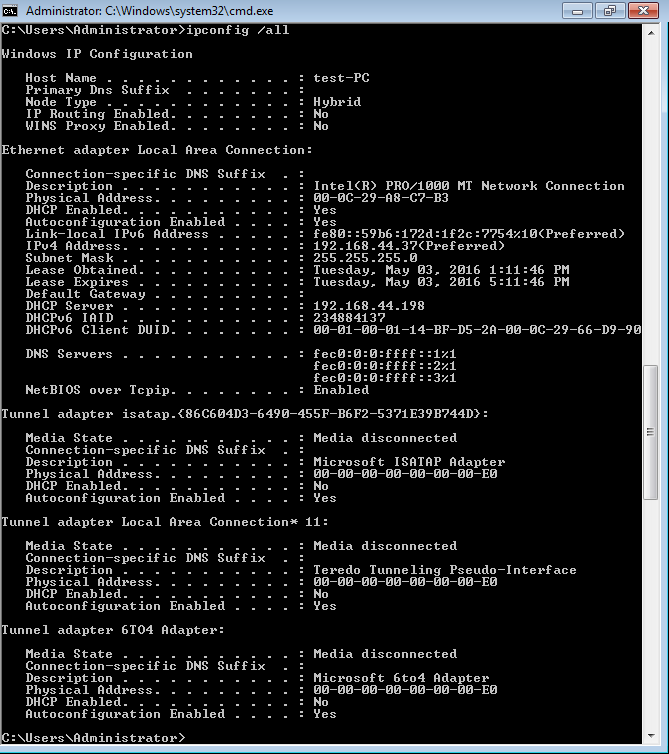 Administrator: C:\Windows\system32\cmd.exe
C:\Users\Administrator>ipconfig /all
Windows IP Configuration
Host Name . . . . . . . . . . . . : test-PC
Primary Dns Suffix  . . . . . . . :
Node Type . . . . . . . . . . . . : Hybrid
IP Routing Enabled. . . . . . . . : No
WINS Proxy Enabled. . . . . . . . : No
Ethernet adapter Local Area Connection:
Connection-specific DNS Suffix  . :
Description . . . . . . . . . . . : Intel(R) PRO/1000 MT Network Connection
Physical Address. . . . . . . . . : 00-0C-29-A8-C7-B3
DHCP Enabled. . . . . . . . . . . : Yes
Autoconfiguration Enabled . . . . : Yes
Link-local IPv6 Address . . . . . : fe80::59b6:172d:1f2c:7754%10(Preferred)
IPv4 Address. . . . . . . . . . . : 192.168.44.37(Preferred)
Subnet Mask . . . . . . . . . . . : 255.255.255.0
Lease Obtained. . . . . . . . . . : Tuesday, May 03, 2016 1:11:46 PM
Lease Expires . . . . . . . . . . : Tuesday, May 03, 2016 5:11:46 PM
Default Gateway . . . . . . . . . :
DHCP Server . . . . . . . . . . . : 192.168.44.198
DHCPv6 IAID . . . . . . . . . . . : 234884137
DHCPv6 Client DUID. . . . . . . . : 00-01-00-01-14-BF-D5-2A-00-0C-29-66-D9-90
DNS Servers . . . . . . . . . . . : fec0:0:0:ffff::1%1
fec0:0:0:ffff::2%1
fec0:0:0:ffff::3%1
NetBIOS over Tcpip. . . . . . . . : Enabled
Tunnel adapter isatap.{86C604D3-6490-455F-B6F2-5371E39B744D}:
Media State . . . . . . . . . . . : Media disconnected
Connection-specific DNS Suffix  . :
Description . . . . . . . . . . . : Microsoft ISATAP Adapter
Physical Address. . . . . . . . . : 00-00-00-00-00-00-00-E0
DHCP Enabled. . . . . . . . . . . : No
Autoconfiguration Enabled . . . . : Yes
Tunnel adapter Local Area Connection* 11:
Media State . . . . . . . . . . . : Media disconnected
Connection-specific DNS Suffix  . :
Description . . . . . . . . . . . : Teredo Tunneling Pseudo-Interface
Physical Address. . . . . . . . . : 00-00-00-00-00-00-00-E0
DHCP Enabled. . . . . . . . . . . : No
Autoconfiguration Enabled . . . . : Yes
Tunnel adapter 6TO4 Adapter:
Media State . . . . . . . . . . . : Media disconnected
Connection-specific DNS Suffix  . :
Description . . . . . . . . . . . : Microsoft 6to4 Adapter
Physical Address. . . . . . . . . : 00-00-00-00-00-00-00-E0
DHCP Enabled. . . . . . . . . . . : No
Autoconfiguration Enabled . . . . : Yes
C:\Users\Administrator>